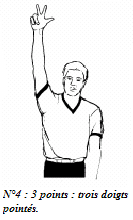 N°4 : 3 points : trois doigts
pointés.